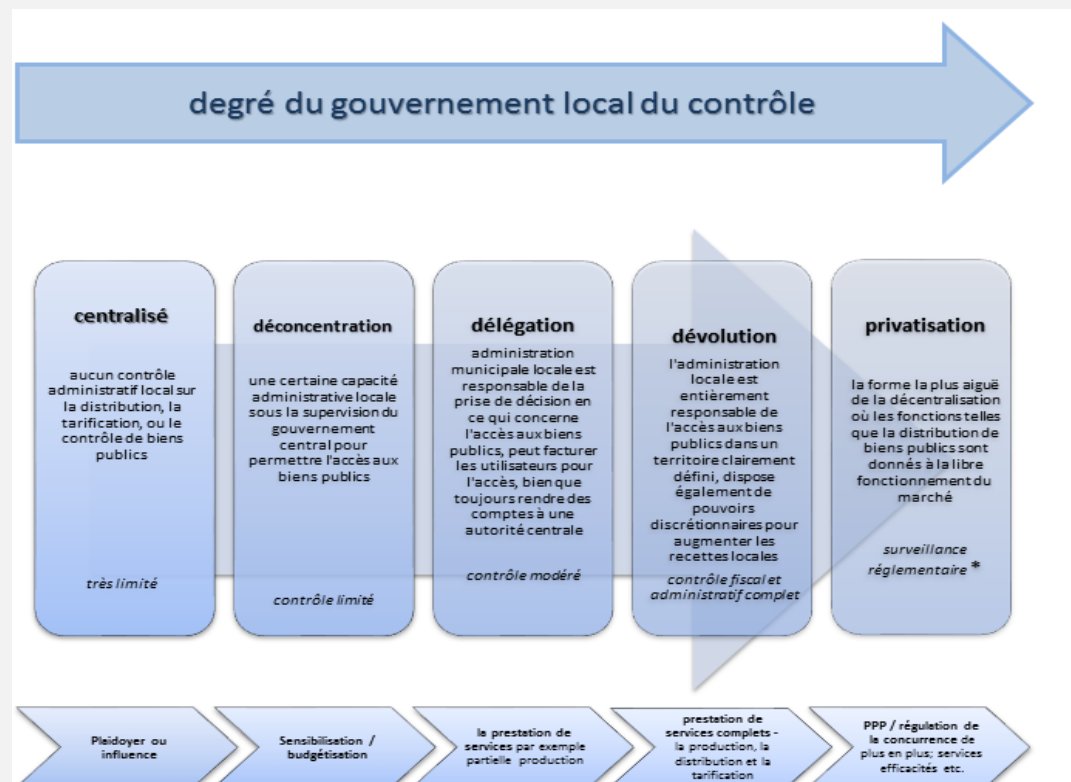 degré du gouvernement local du contrôle
centralisé
aucun contrôle
administratif local sur
la distribution, la
tarification, ou le
contrôle de biens
publics
très limité
déconcentration
une certaine capacité
administrative locale
sous la supervision du
gouvernement
central pour
permettre l'accès aux
biens publics
contrôle limité
délégation
administration
municipale locale est
responsable de la
prise de décision en
ce qui concerne
l'accès aux biens
publics, peut facturer
les utilisateurs pour
l'accès, bien que
toujours rendre des
comptes à une
autorité centrale
contrôle modéré
dévolution
l'administration
locale est
entièrement
responsable de
l'accès aux biens
publics dans un
territoire clairement
défini, dispose
également de
pouvoirs
discrétionnaires pour
augmenter les
recettes locales
contrôle fiscal et
administratif complet
privatisation
la forme la plus aiguë
de la décentralisation
où les fonctions telles
que la distribution de
biens publics sont
donnés à la libre
fonctionnement du
marché
surveillance
réglementaire *
Plaidoyer ou
influence
Sensibilisation /
budgétisation
la prestation de
services par exemple
partielle production
prestation de
services complets -
la production, la
distribution et la
tarification
PPP / régulation de
la concurrence de
plus en plus; services
efficacités etc.